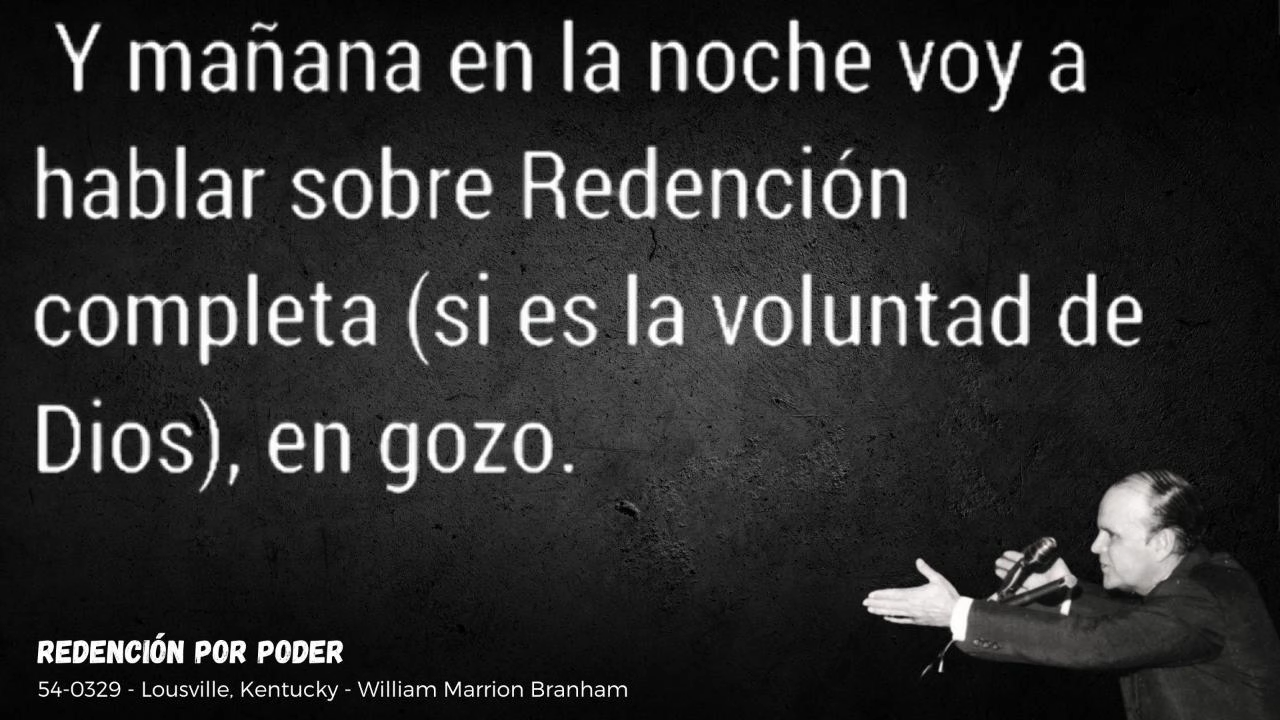 Y mañana en la noche voy a
hablar sobre Redención
completa (si es la voluntad de
Dios), en gozo.
REDENCIÓN POR PODER
54-0329 - Lousville, Kentucky - William Marrion Branham